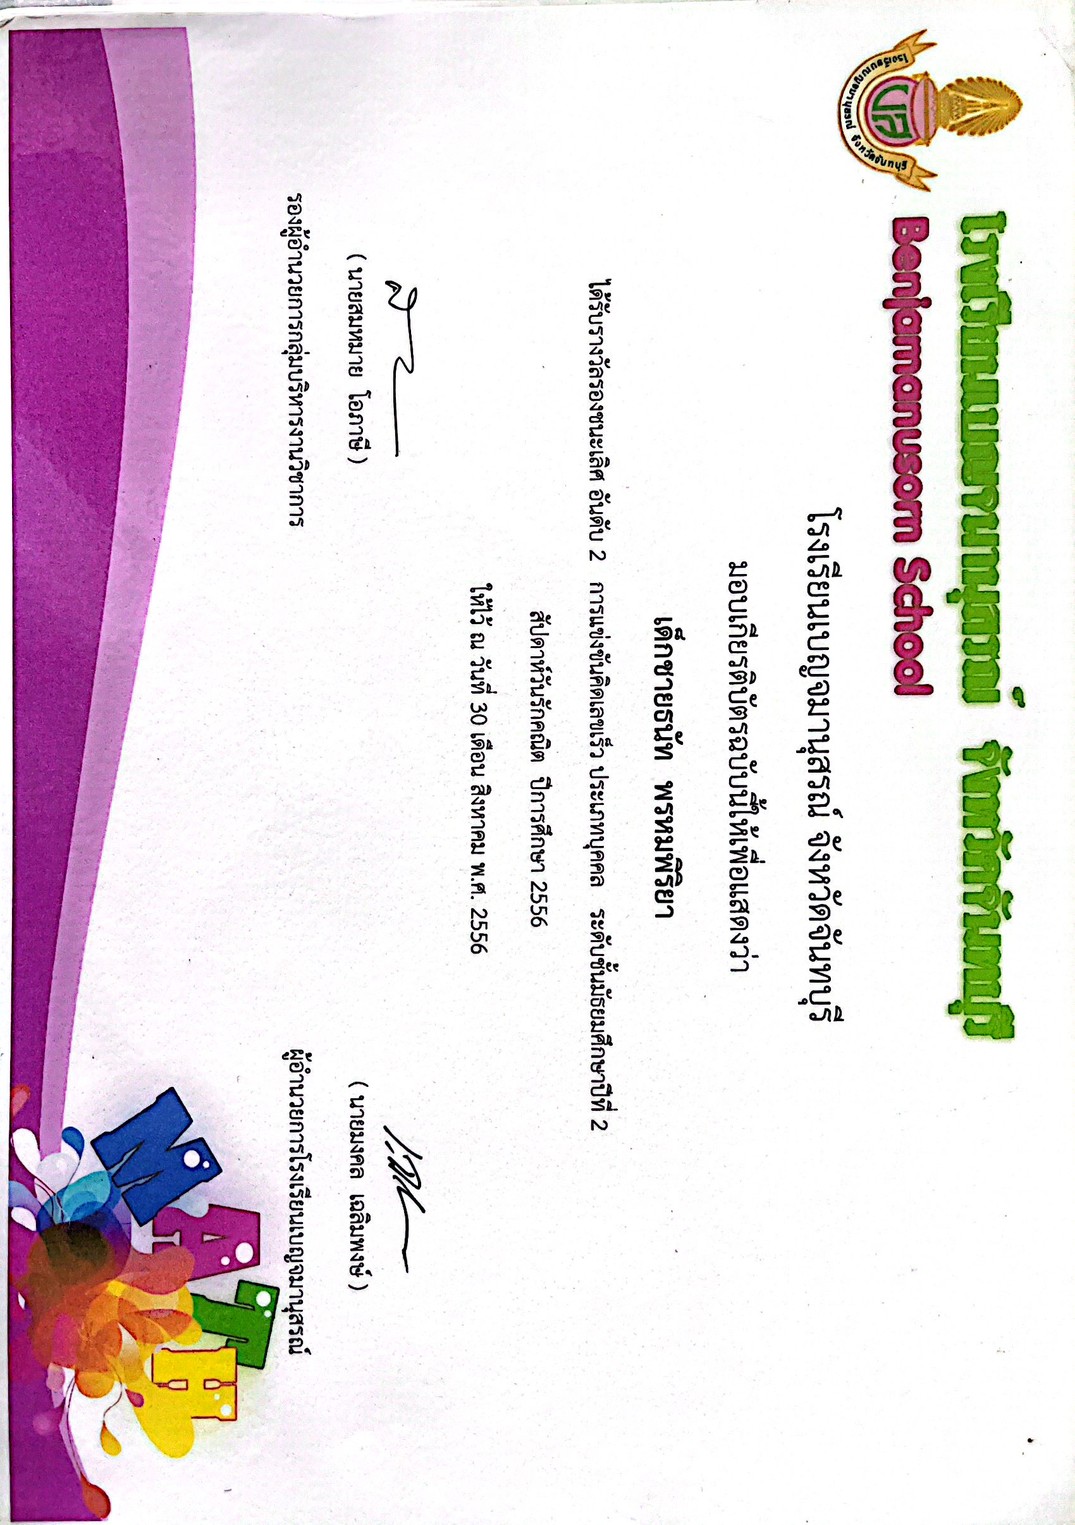 โรงเรียนเบญจมานุสรณ์ จังหวัดจันทบุรี
Benjamanusorn School
บส
โรงเรียนเบญจมานุสรณ์ จังหวัดจันทบุรี
โรงเรียนเบญจมานุสรณ์ จังหวัดจันทบุรี
มอบเกียรติบัตรฉบับนี้ให้เพื่อแสดงว่า
เด็กชายธนัท พรหมพิริยา
ได้รับรางวัลรองชนะเลิศ อันดับ 2 การแข่งขันคิดเลขเร็ว ประเภทบุคคล ระดับชั้นมัธยมศึกษาปีที่ 2
สัปดาห์วันรักคณิต ปีการศึกษา 2556
ให้ไว้ ณ วันที่ 30 เดือน สิงหาคม พ.ศ. 2556
( นายสมหมาย โอภาษี )
( นายมงคล เฉลิมพงษ์ )
รองผู้อำนวยการกลุ่มบริหารงานวิชาการ
ผู้อำนวยการโรงเรียนเบญจมานุสรณ์
MATH